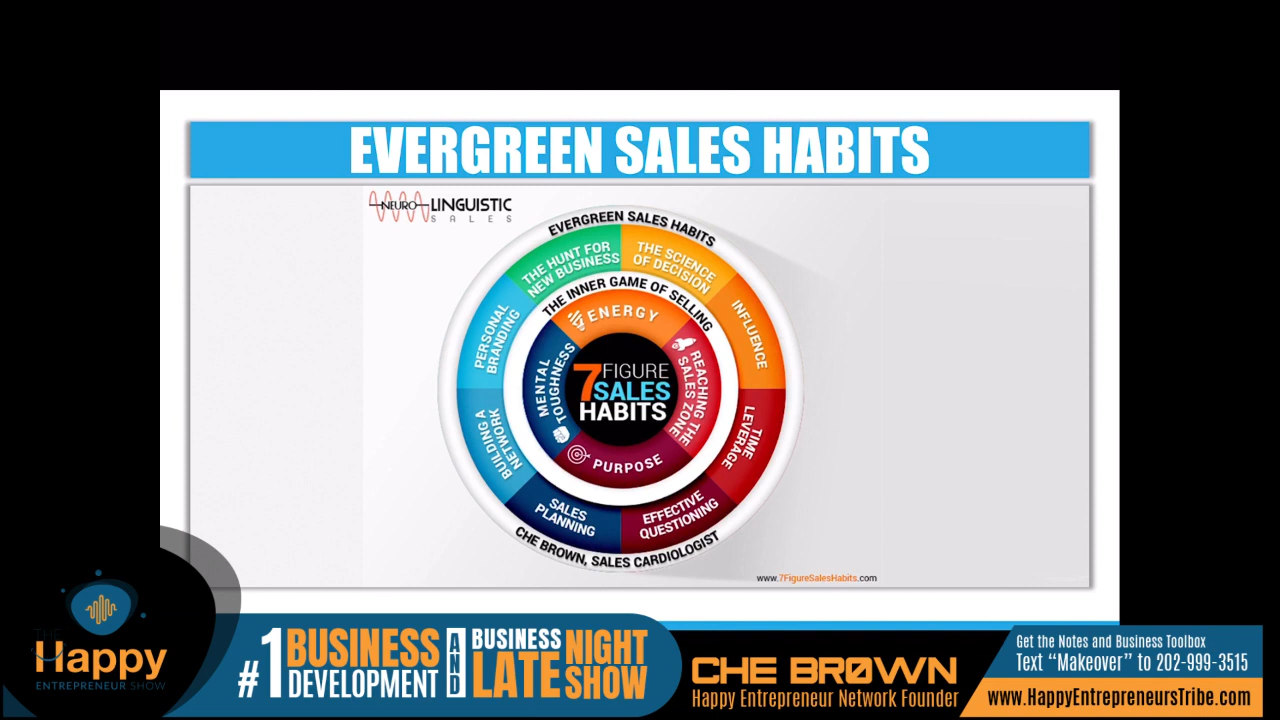 EVERGREEN SALES HABITS
NEURO LINGUISTIC
SALES
EVERGREEN SALES HABITS
THE HUNT FOR
NEW BUSINESS
THE SCIENCE
OF DECISION
INFLUENCE
TIME
LEVERAGE
EFFECTIVE
QUESTIONING
SALES
PLANNING
BUILDING A
NETWORK
PERSONAL
BRANDING
THE INNER GAME OF SELLING
ENERGY
REACHING THE
SALES ZONE
PURPOSE
MENTAL
TOUGHNESS
7 FIGURE
SALES
HABITS
CHE BROWN, SALES CARDIOLOGIST
www.7FigureSalesHabits.com
THE
Happy
ENTREPRENEUR SHOW
#1 BUSINESS
DEVELOPMENT
AND
BUSINESS
LATE
NIGHT
SHOW
CHE BRØWN
Happy Entrepreneur Network Founder
Get the Notes and Business Toolbox
Text “Makeover” to 202-999-3515
www.HappyEntrepreneursTribe.com